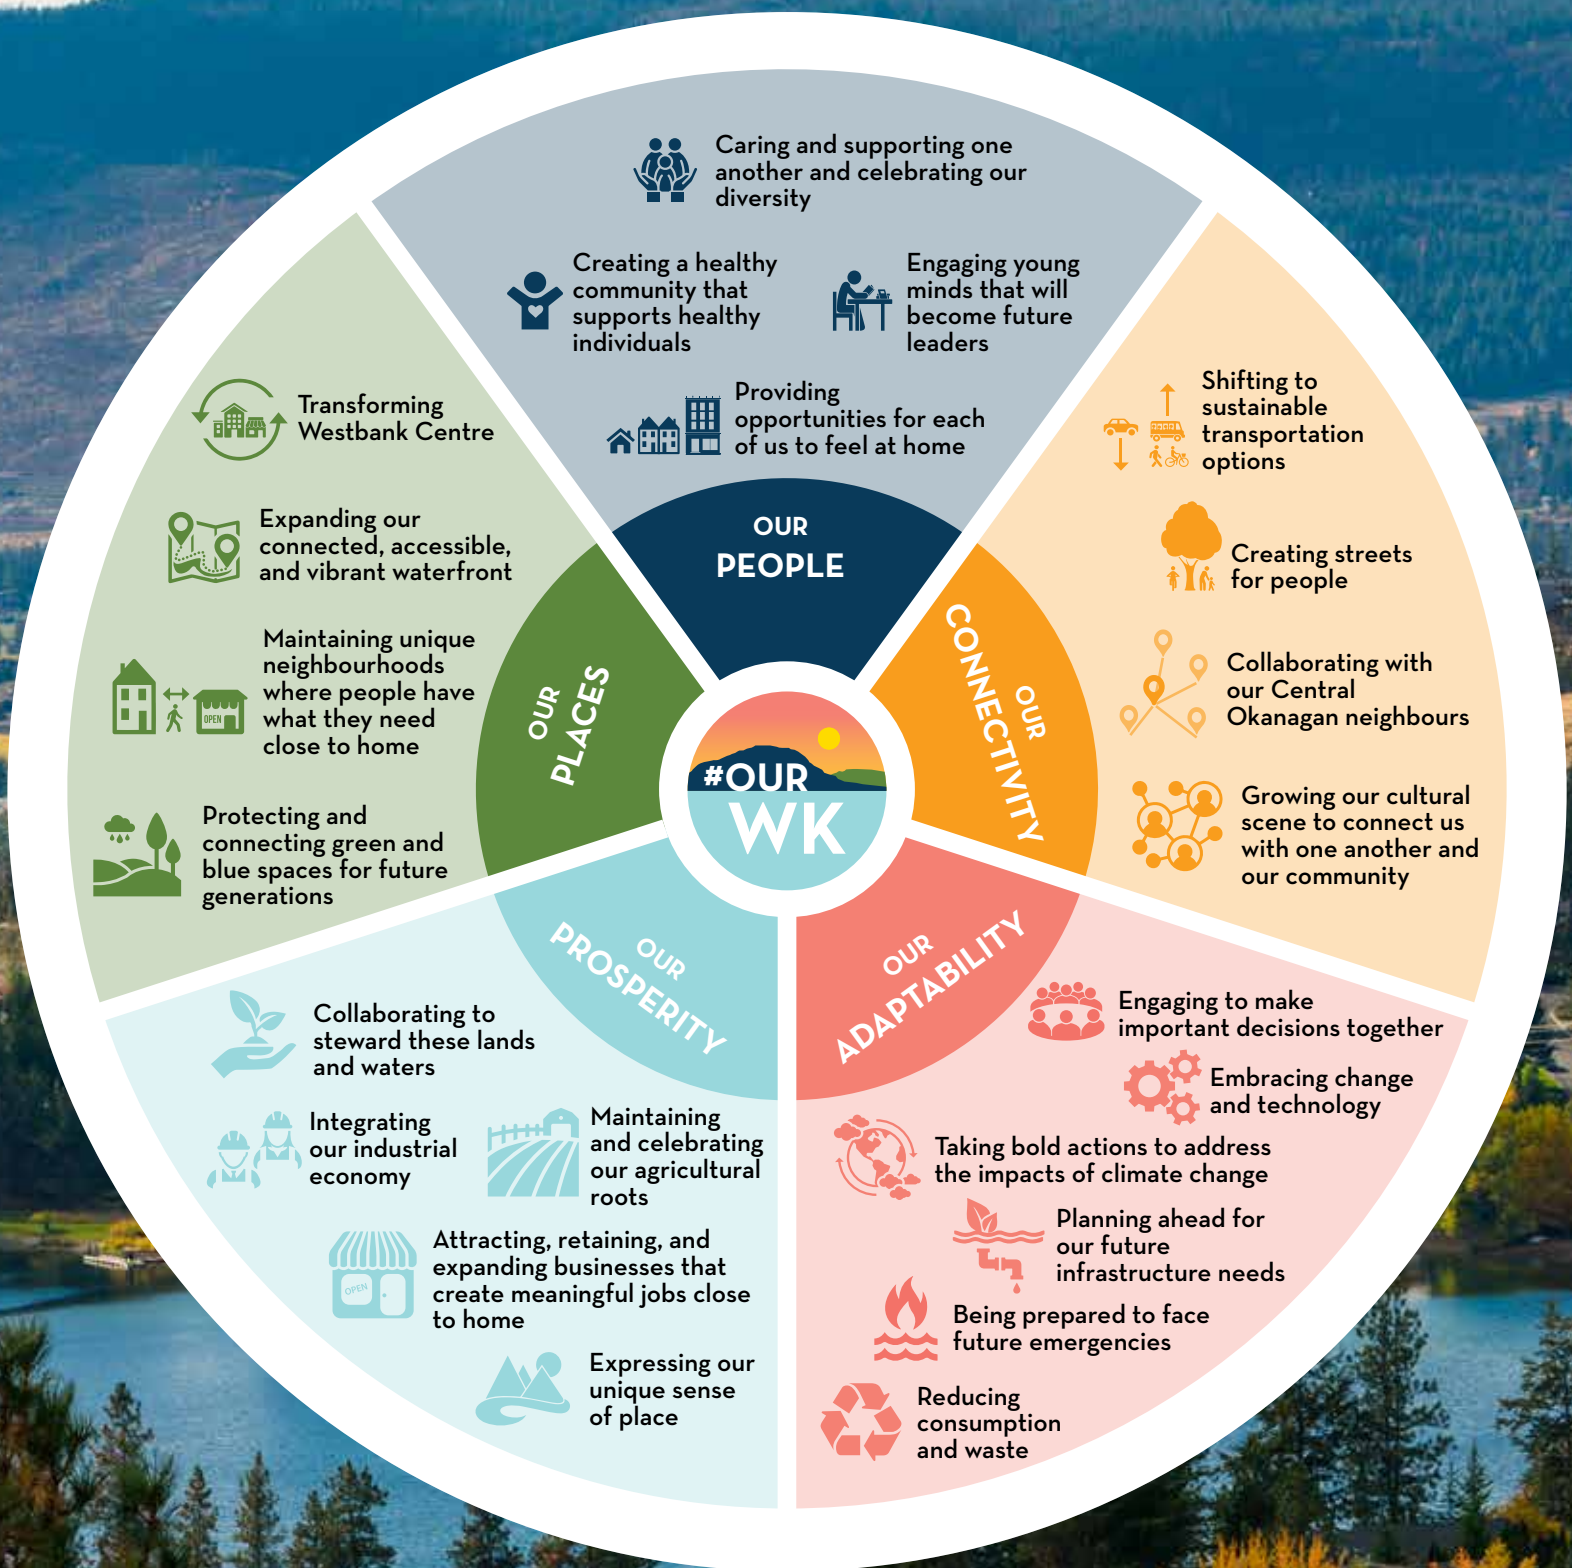 Caring and supporting one
another and celebrating our
diversity
Creating a healthy
community that
supports healthy
individuals
Engaging young
minds that will
become future
leaders
Providing
opportunities for each
of us to feel at home
OUR
PEOPLE
Shifting to
sustainable
transportation
options
Creating streets
for people
Collaborating with
our Central
Okanagan neighbours
Growing our cultural
scene to connect us
with one another and
our community
OUR
CONNECTIVITY
Engaging to make
important decisions together
Embracing change
and technology
Taking bold actions to address
the impacts of climate change
Planning ahead for
our future
infrastructure needs
Being prepared to face
future emergencies
Reducing
consumption
and waste
OUR
ADAPTABILITY
Collaborating to
steward these lands
and waters
Integrating
our industrial
economy
Maintaining
and celebrating
our agricultural
roots
OPEN
Attracting, retaining, and
expanding businesses that
create meaningful jobs close
to home
Expressing our
unique sense
of place
OUR
PROSPERITY
Transforming
Westbank Centre
Expanding our
connected, accessible,
and vibrant waterfront
OPEN
Maintaining unique
neighbourhoods
where people have
what they need
close to home
Protecting and
connecting green and
blue spaces for future
generations
OUR
PLACES
#OUR
WK